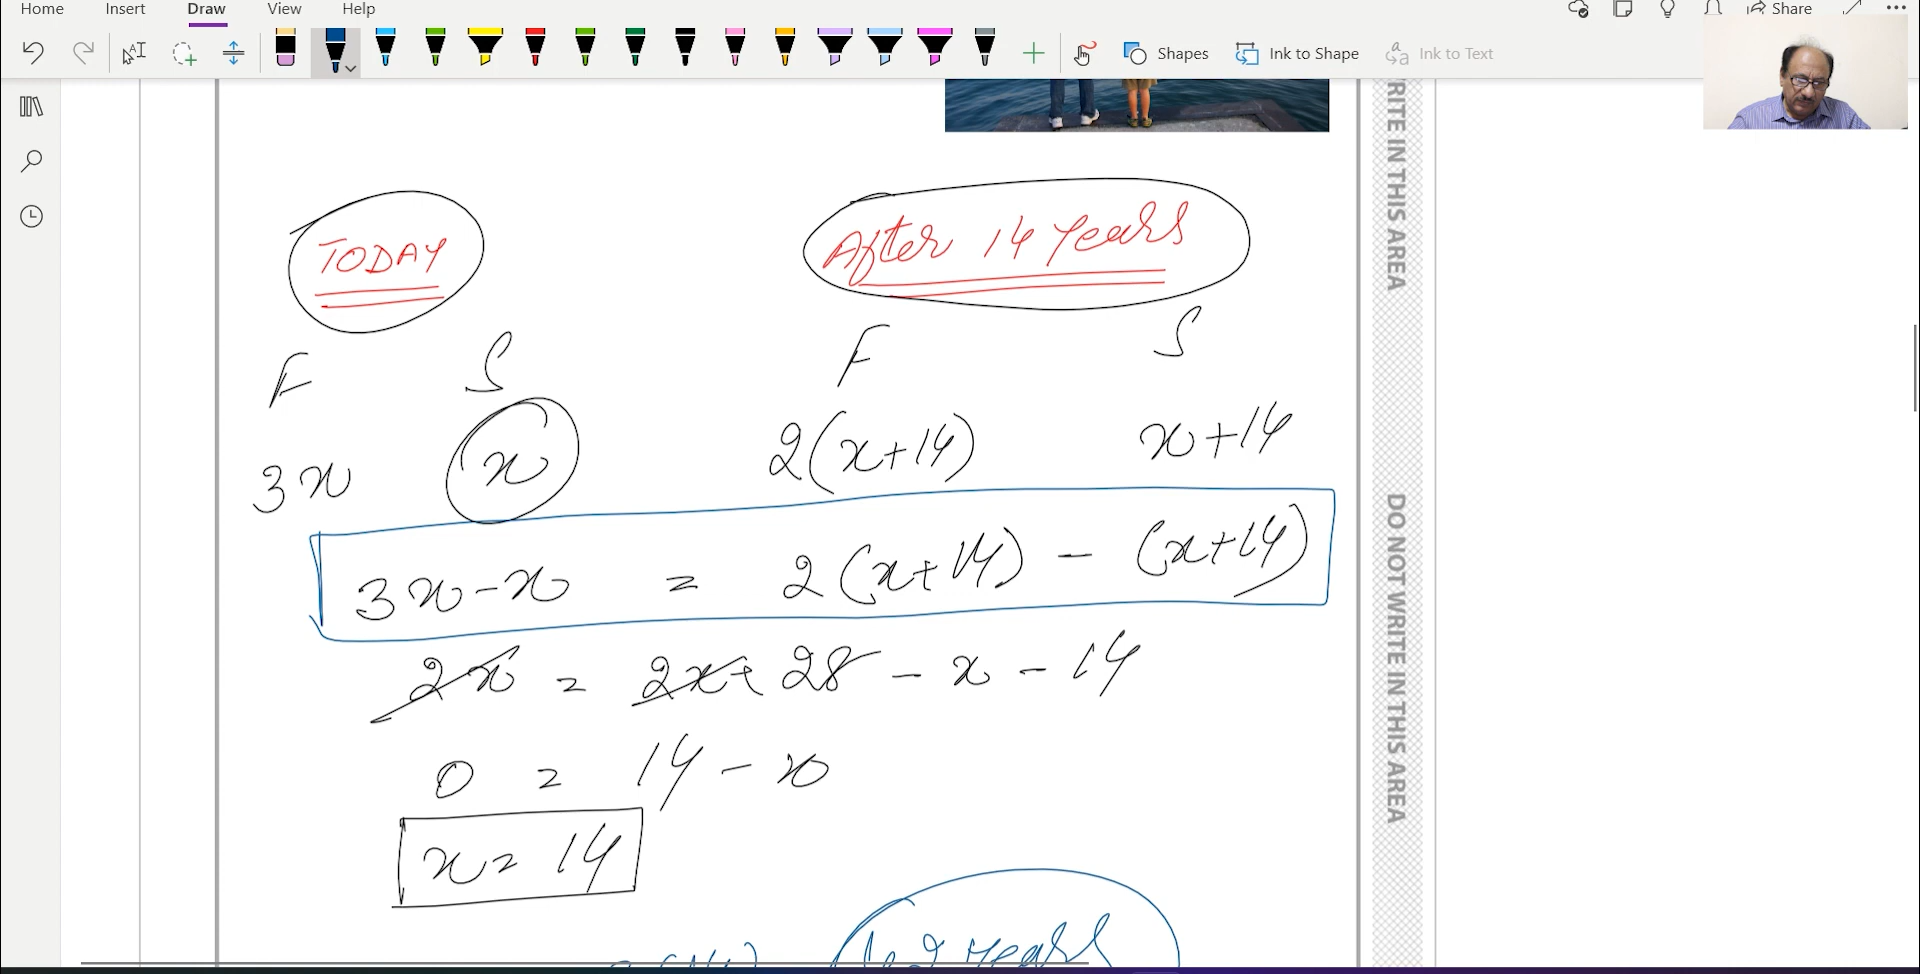 Home Insert Draw View Help Share
Shapes Ink to Shape Ink to Text
TODAY After 14 Years
F S F S
3x x 2(x+14) x+14
3x-x = 2(x+14) - (x+14)
2x = 2x+28 - x - 14
0 = 14 - x
x = 14
RITE IN THIS AREA
DO NOT WRITE IN THIS AREA